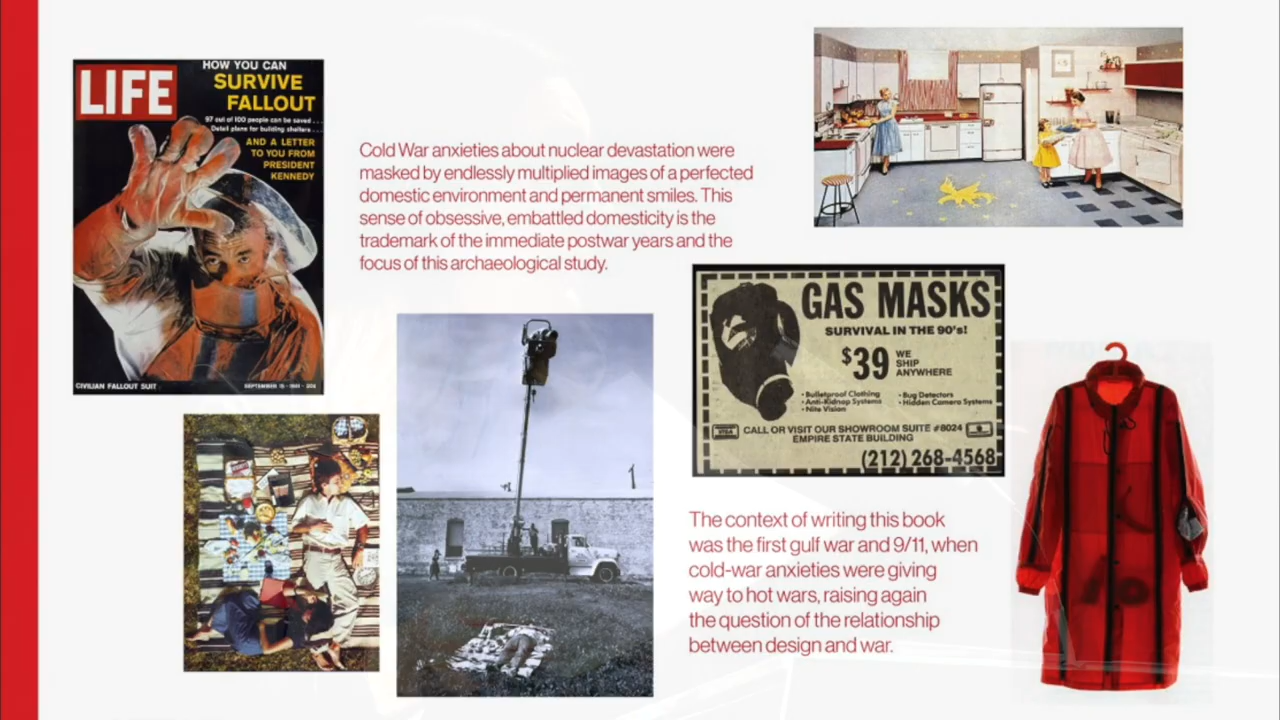 LIFE
HOW YOU CAN
SURVIVE
FALLOUT
97 out of 100 people can be saved...
Detail plans for building shelters...
AND A LETTER
TO YOU FROM
PRESIDENT
KENNEDY
CIVILIAN FALLOUT SUIT
SEPTEMBER 15 · 1961 · 20¢
Cold War anxieties about nuclear devastation were
masked by endlessly multiplied images of a perfected
domestic environment and permanent smiles. This
sense of obsessive, embattled domesticity is the
trademark of the immediate postwar years and the
focus of this archaeological study.
GAS MASKS
SURVIVAL IN THE 90's!
$39 WE
SHIP
ANYWHERE
• Bulletproof Clothing
• Anti-Kidnap Systems
• Nite Vision
• Bug Detectors
• Hidden Camera Systems
CALL OR VISIT OUR SHOWROOM SUITE #8024
EMPIRE STATE BUILDING
(212) 268-4568
The context of writing this book
was the first gulf war and 9/11, when
cold-war anxieties were giving
way to hot wars, raising again
the question of the relationship
between design and war.